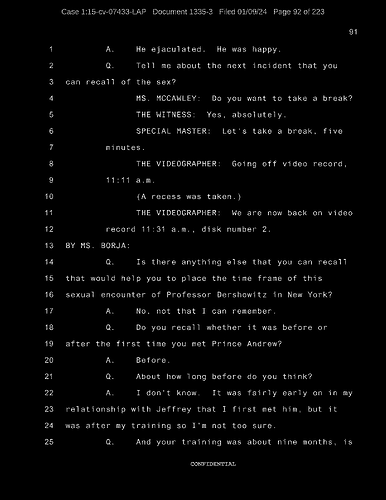 Case 1:15-cv-07433-LAP Document 1335-3 Filed 01/09/24 Page 92 of 223
91
1 A. He ejaculated. He was happy.
2 Q. Tell me about the next incident that you
3 can recall of the sex?
4 MS. MCCAWLEY: Do you want to take a break?
5 THE WITNESS: Yes, absolutely.
6 SPECIAL MASTER: Let's take a break, five
7 minutes.
8 THE VIDEOGRAPHER: Going off video record,
9 11:11 a.m.
10 (A recess was taken.)
11 THE VIDEOGRAPHER: We are now back on video
12 record 11:31 a.m., disk number 2.
13 BY MS. BORJA:
14 Q. Is there anything else that you can recall
15 that would help you to place the time frame of this
16 sexual encounter of Professor Dershowitz in New York?
17 A. No, not that I can remember.
18 Q. Do you recall whether it was before or
19 after the first time you met Prince Andrew?
20 A. Before.
21 Q. About how long before do you think?
22 A. I don't know. It was fairly early on in my
23 relationship with Jeffrey that I first met him, but it
24 was after my training so I'm not too sure.
25 Q. And your training was about nine months, is
CONFIDENTIAL